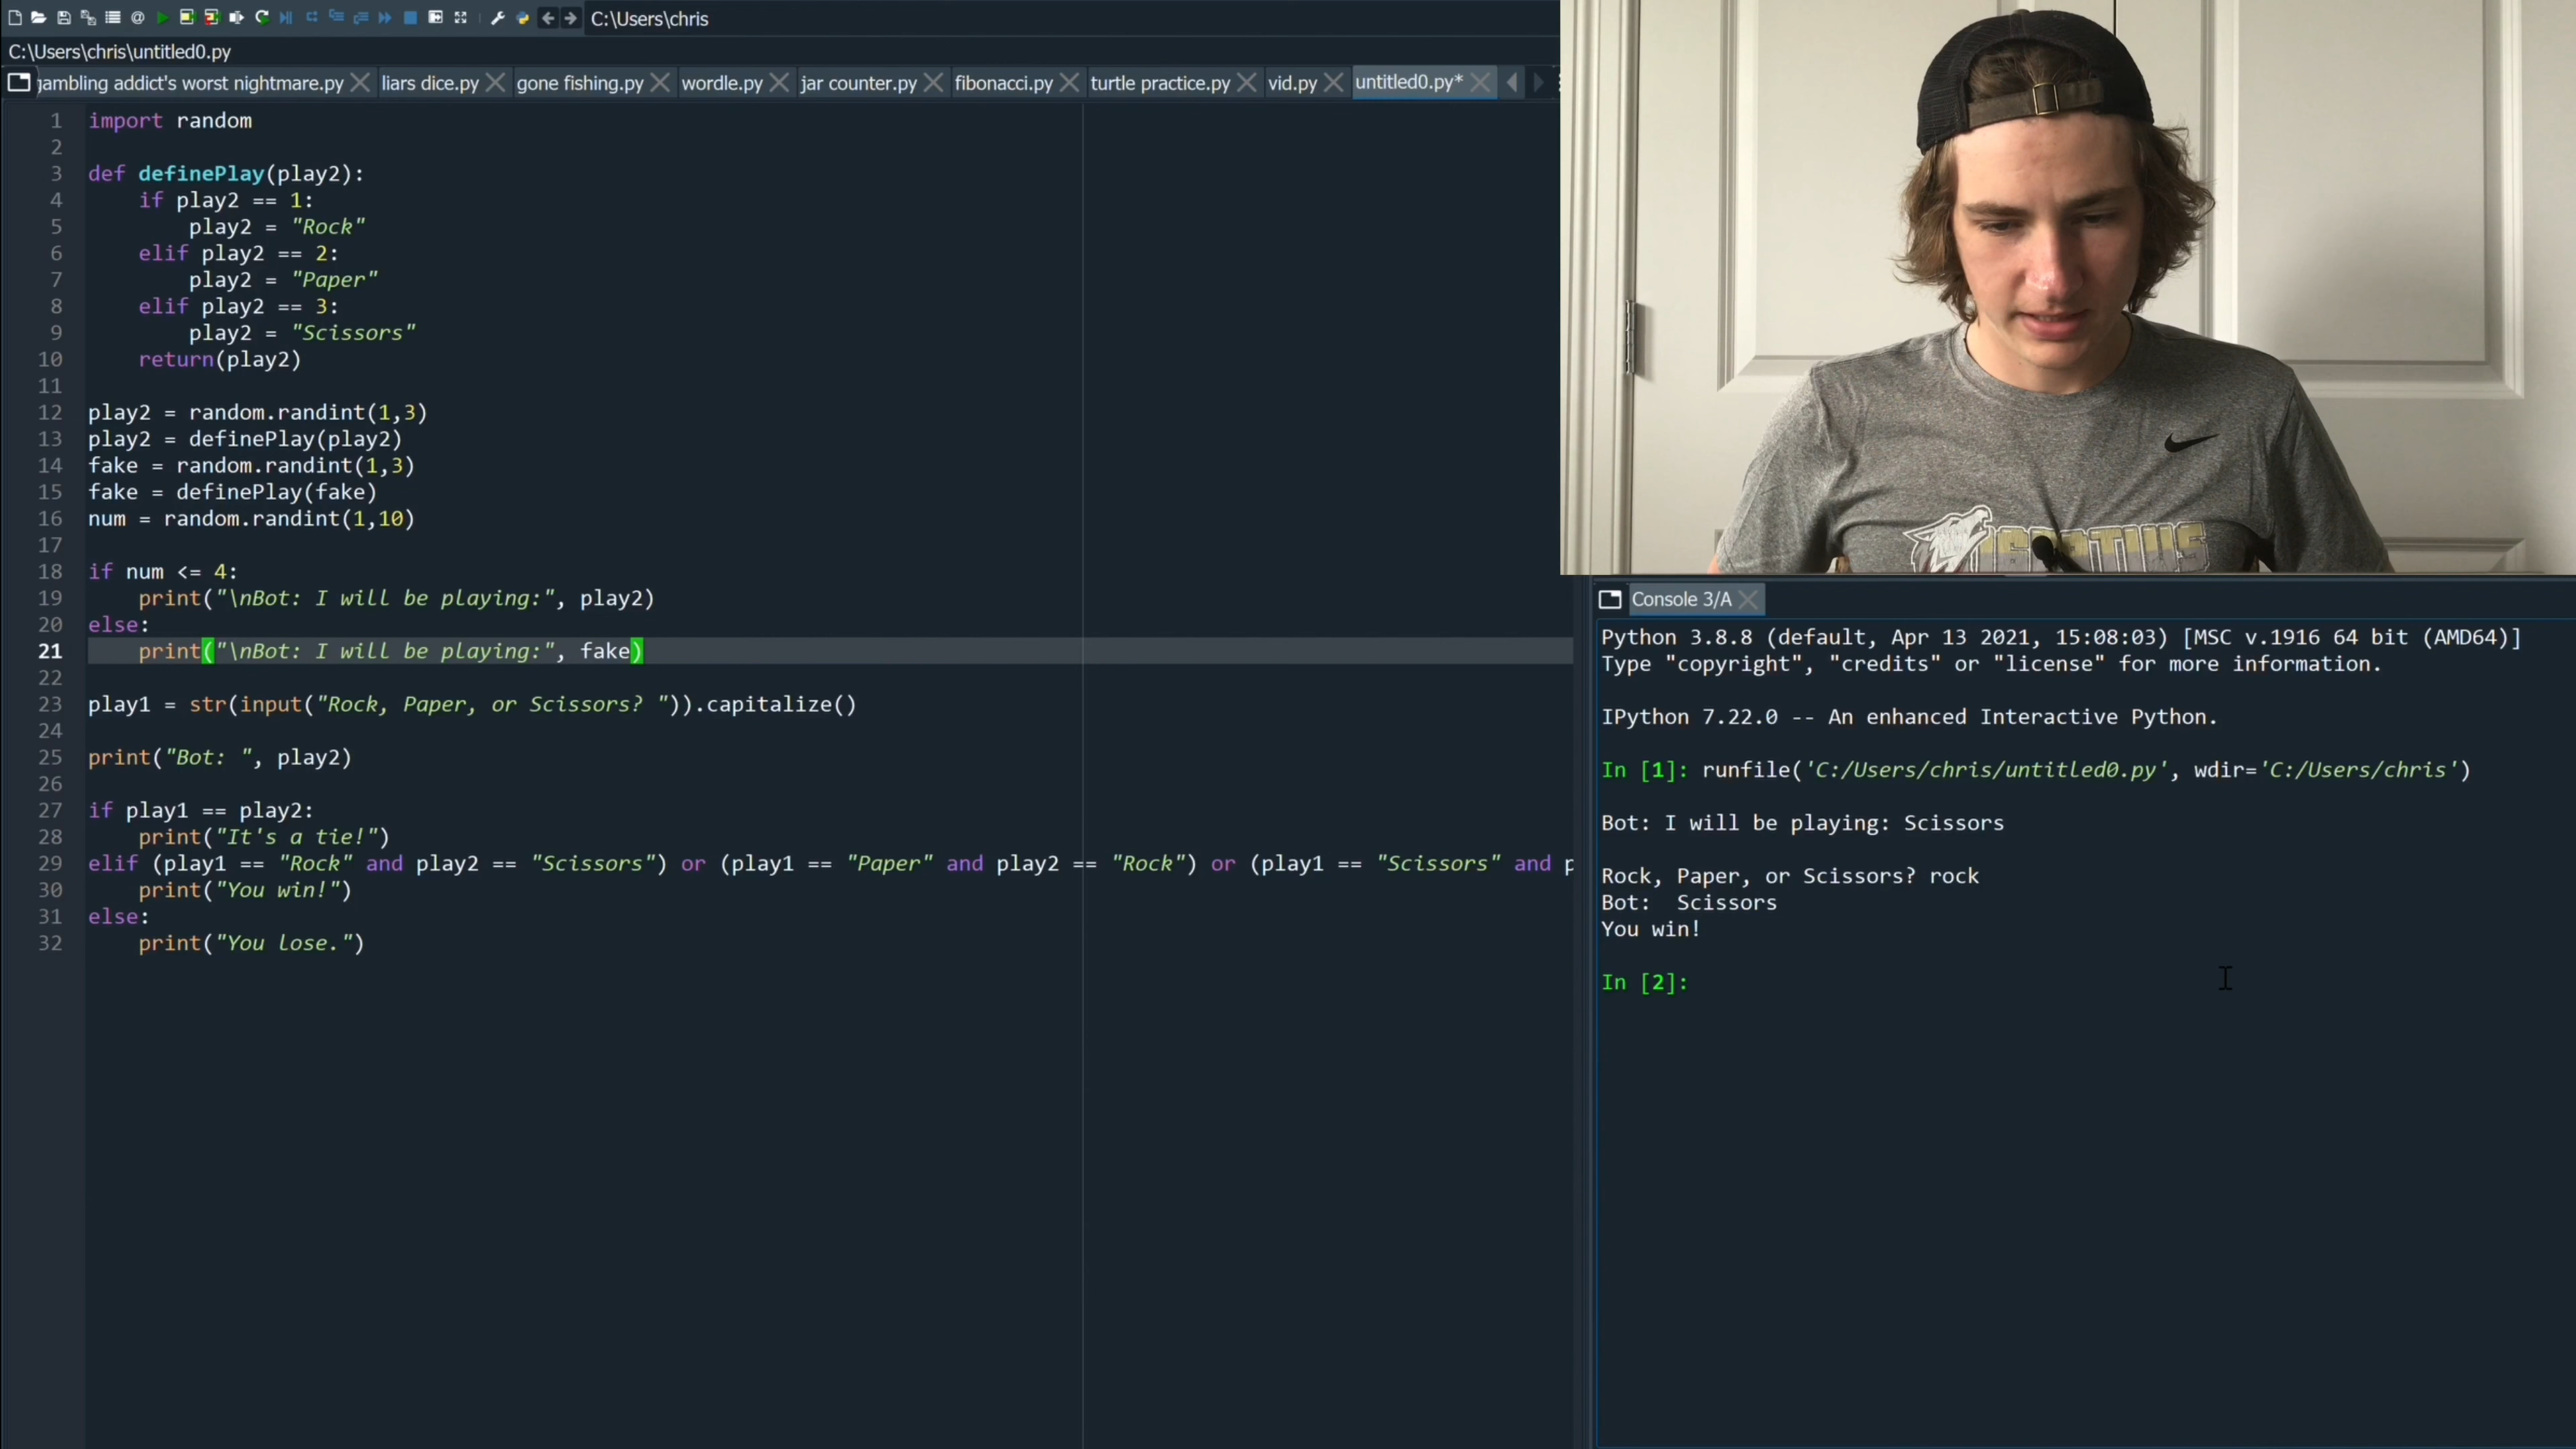 C:\Users\chris
C:\Users\chris\untitled0.py
gambling addict's worst nightmare.py liars dice.py gone fishing.py wordle.py jar counter.py fibonacci.py turtle practice.py vid.py untitled0.py*
1 import random
2
3 def definePlay(play2):
4     if play2 == 1:
5         play2 = "Rock"
6     elif play2 == 2:
7         play2 = "Paper"
8     elif play2 == 3:
9         play2 = "Scissors"
10     return(play2)
11
12 play2 = random.randint(1,3)
13 play2 = definePlay(play2)
14 fake = random.randint(1,3)
15 fake = definePlay(fake)
16 num = random.randint(1,10)
17
18 if num <= 4:
19     print("\nBot: I will be playing:", play2)
20 else:
21     print("\nBot: I will be playing:", fake)
22
23 play1 = str(input("Rock, Paper, or Scissors? ")).capitalize()
24
25 print("Bot: ", play2)
26
27 if play1 == play2:
28     print("It's a tie!")
29 elif (play1 == "Rock" and play2 == "Scissors") or (play1 == "Paper" and play2 == "Rock") or (play1 == "Scissors" and p
30     print("You win!")
31 else:
32     print("You lose.")
Console 3/A
Python 3.8.8 (default, Apr 13 2021, 15:08:03) [MSC v.1916 64 bit (AMD64)]
Type "copyright", "credits" or "license" for more information.
IPython 7.22.0 -- An enhanced Interactive Python.
In [1]: runfile('C:/Users/chris/untitled0.py', wdir='C:/Users/chris')
Bot: I will be playing: Scissors
Rock, Paper, or Scissors? rock
Bot:  Scissors
You win!
In [2]: